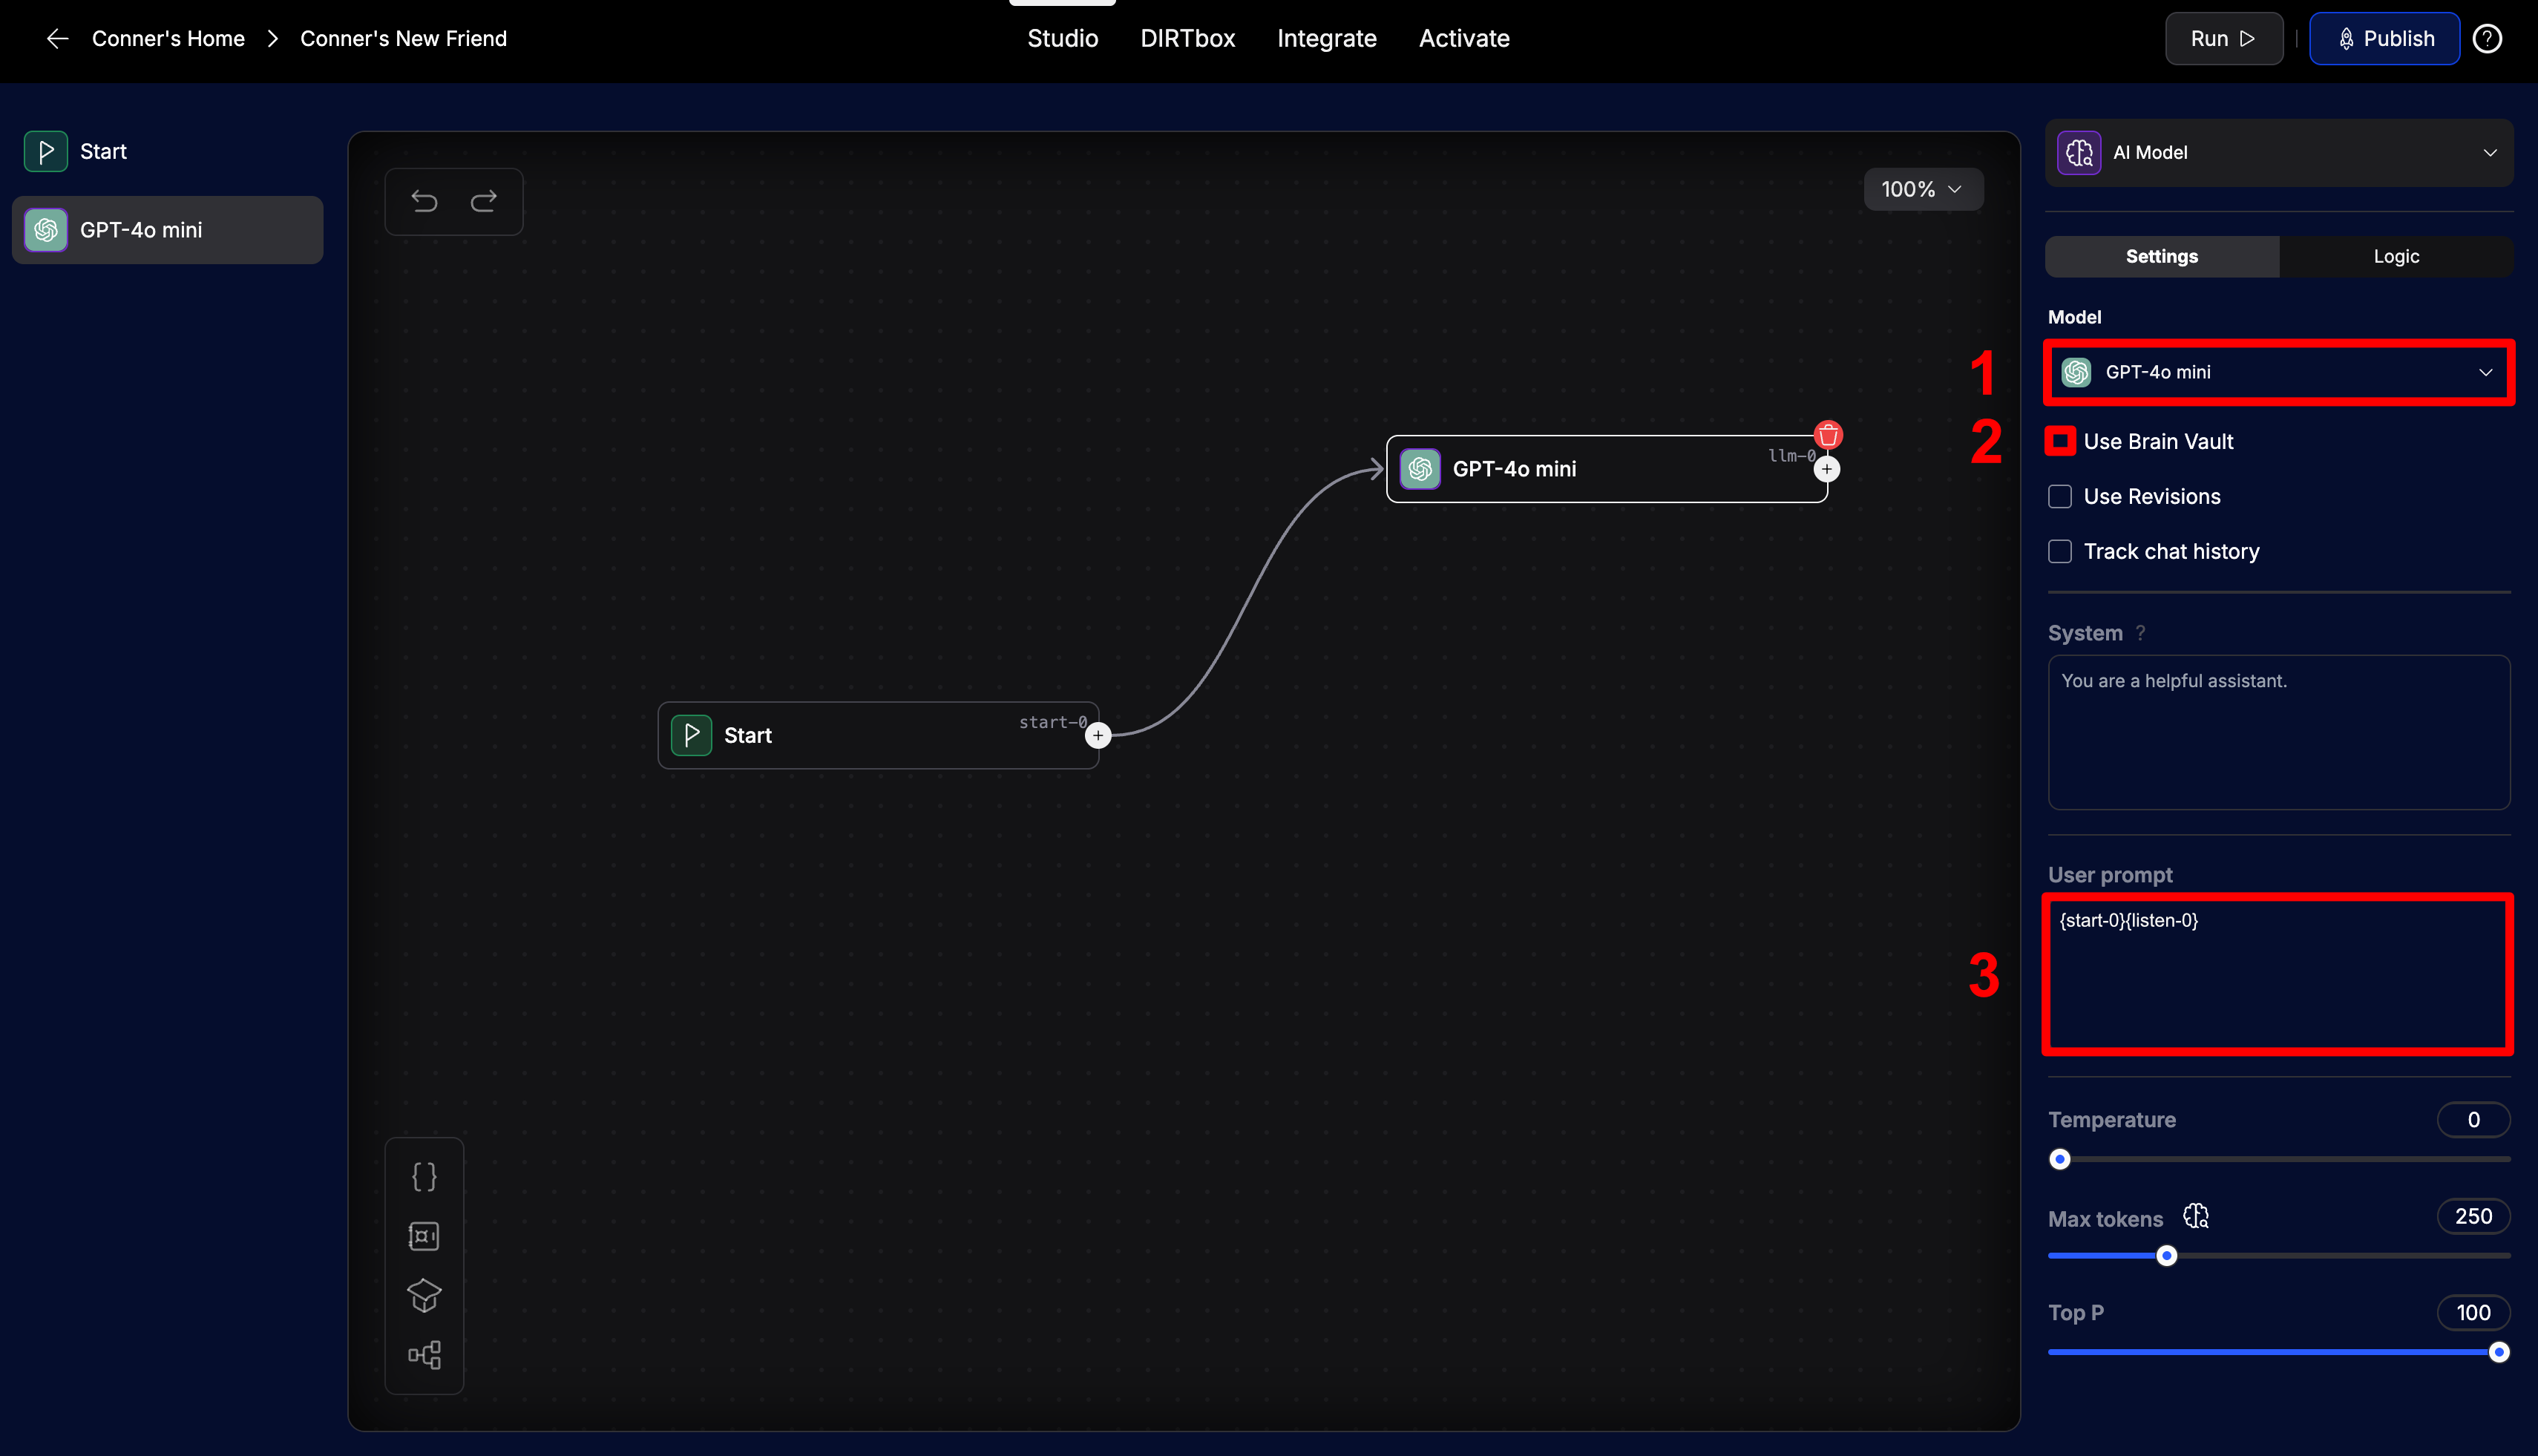 Conner's Home > Conner's New Friend
Studio DIRTbox Integrate Activate
Run Publish ?
Start
GPT-4o mini
100%
GPT-4o mini llm-0
Start start-0
AI Model
Settings Logic
Model
1 GPT-4o mini
2 Use Brain Vault
Use Revisions
Track chat history
System ?
You are a helpful assistant.
User prompt
3 {start-0}{listen-0}
Temperature 0
Max tokens 250
Top P 100